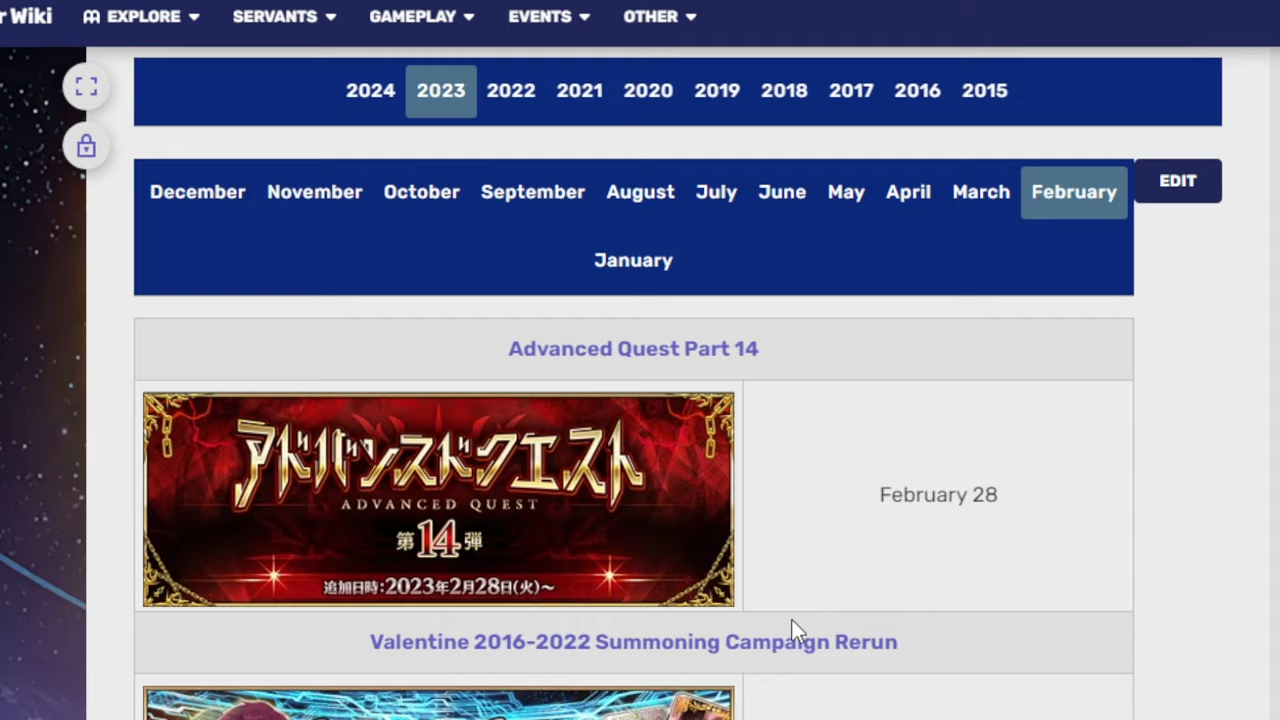 r Wiki EXPLORE SERVANTS GAMEPLAY EVENTS OTHER
2024 2023 2022 2021 2020 2019 2018 2017 2016 2015
December November October September August July June May April March February
EDIT
January
Advanced Quest Part 14
アドバンスドクエスト
ADVANCED QUEST
第14弾
追加日時:2023年2月28日(火)～
February 28
Valentine 2016-2022 Summoning Campaign Rerun